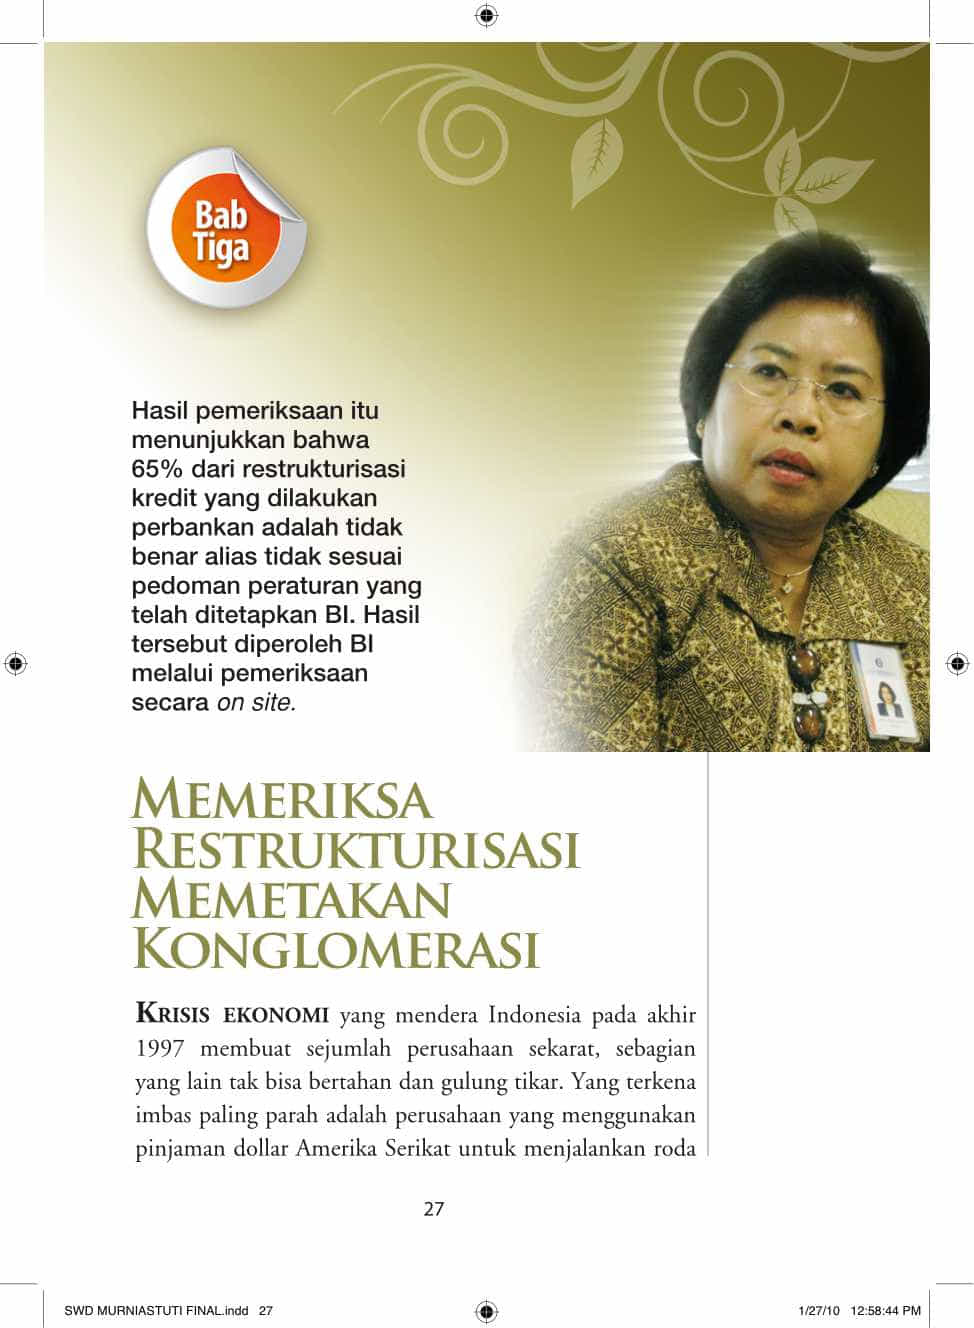 Bab
Tiga
Hasil pemeriksaan itu
menunjukkan bahwa
65% dari restrukturisasi
kredit yang dilakukan
perbankan adalah tidak
benar alias tidak sesuai
pedoman peraturan yang
telah ditetapkan BI. Hasil
tersebut diperoleh BI
melalui pemeriksaan
secara on site.
MEMERIKSA
RESTRUKTURISASI
MEMETAKAN
KONGLOMERASI
KRISIS EKONOMI yang mendera Indonesia pada akhir
1997 membuat sejumlah perusahaan sekarat, sebagian
yang lain tak bisa bertahan dan gulung tikar. Yang terkena
imbas paling parah adalah perusahaan yang menggunakan
pinjaman dollar Amerika Serikat untuk menjalankan roda
27
SWD MURNIASTUTI FINAL.indd 27
1/27/10 12:58:44 PM